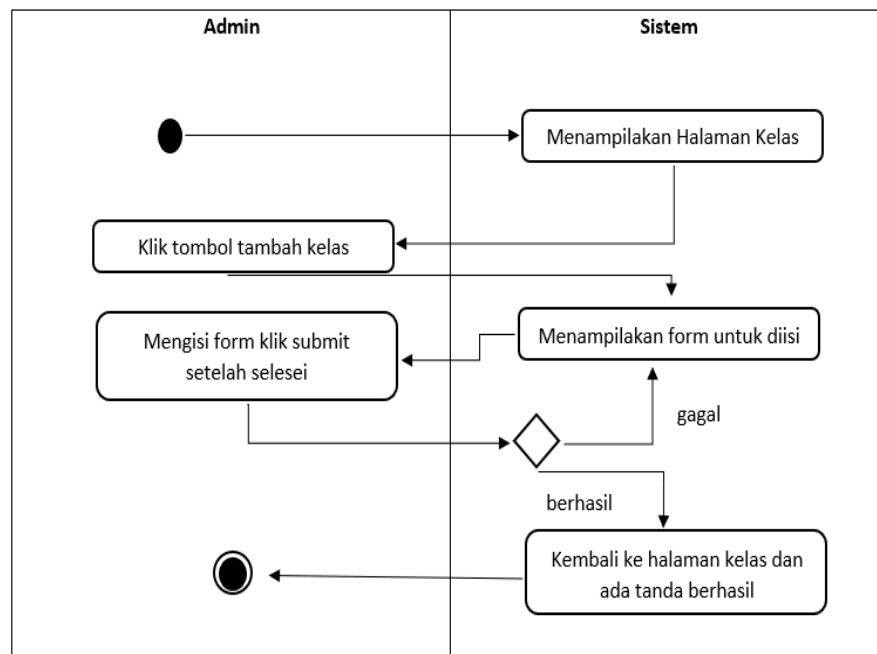 Admin
Sistem
Menampilakan Halaman Kelas
Klik tombol tambah kelas
Menampilakan form untuk diisi
Mengisi form klik submit
setelah selesei
gagal
berhasil
Kembali ke halaman kelas dan
ada tanda berhasil